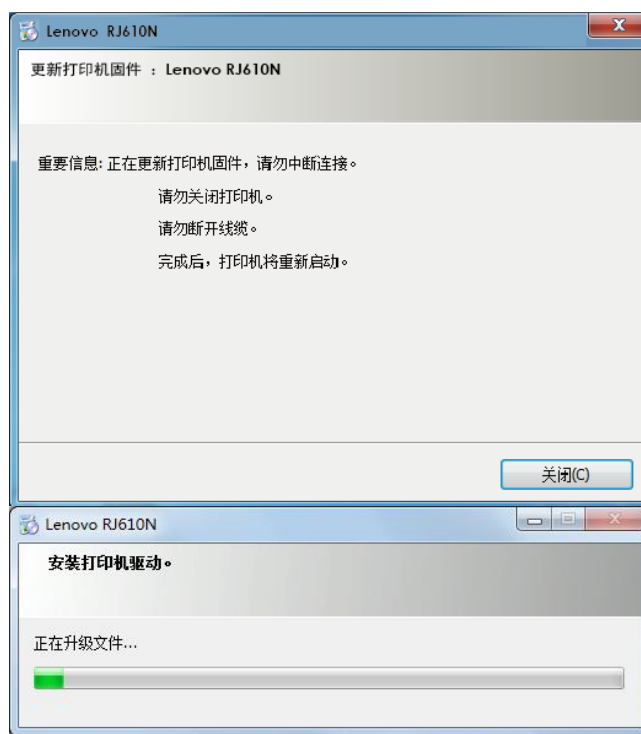 Lenovo RJ610N
更新打印机固件 : Lenovo RJ610N
重要信息: 正在更新打印机固件，请勿中断连接。
请勿关闭打印机。
请勿断开线缆。
完成后，打印机将重新启动。
关闭(C)
Lenovo RJ610N
安装打印机驱动。
正在升级文件...